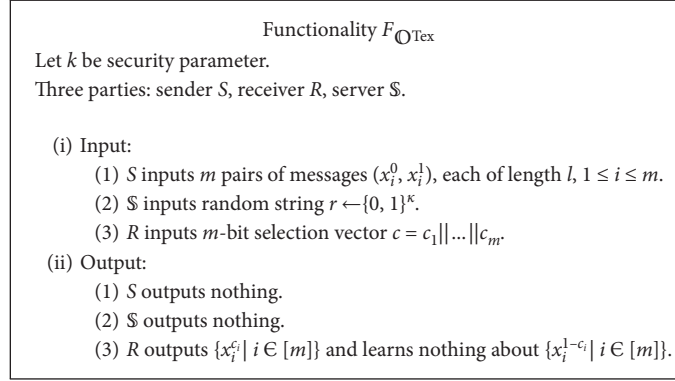 Functionality F_𝕆Tex
Let k be security parameter.
Three parties: sender S, receiver R, server 𝕊.
(i) Input:
(1) S inputs m pairs of messages (x_i^0, x_i^1), each of length l, 1 ≤ i ≤ m.
(2) 𝕊 inputs random string r ←{0, 1}^κ.
(3) R inputs m-bit selection vector c = c_1||...||c_m.
(ii) Output:
(1) S outputs nothing.
(2) 𝕊 outputs nothing.
(3) R outputs {x_i^{c_i}| i ∈ [m]} and learns nothing about {x_i^{1−c_i}| i ∈ [m]}.